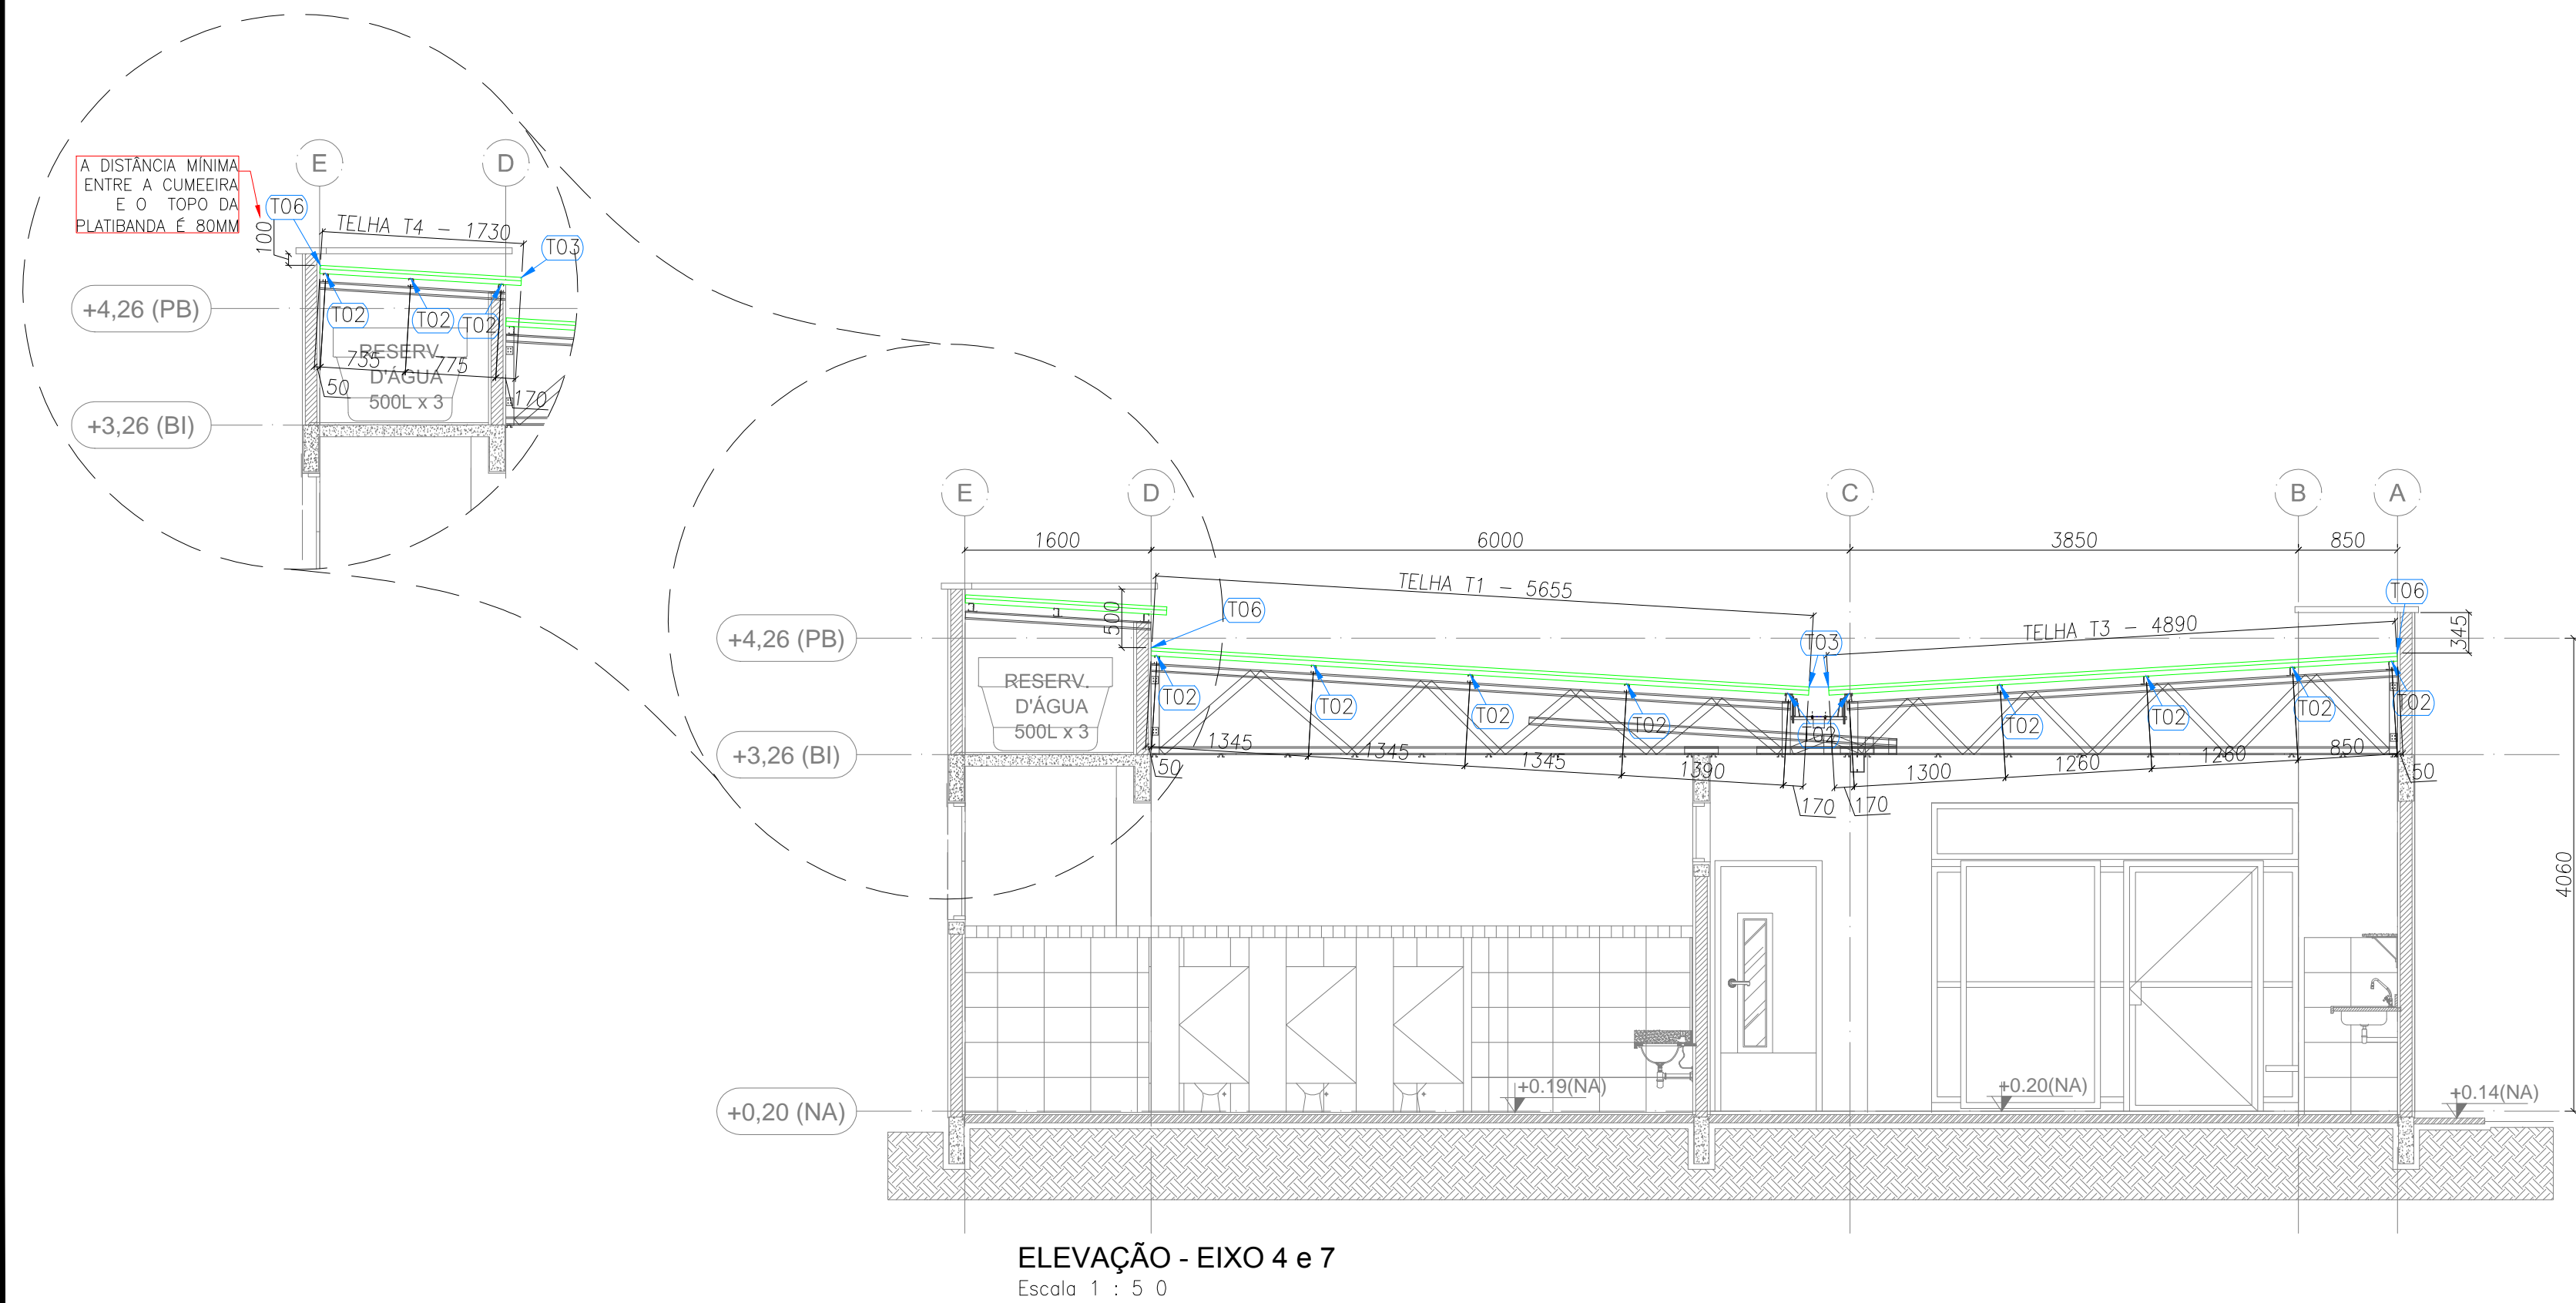 E
D
A DISTÂNCIA MÍNIMA
ENTRE A CUMEEIRA
E O TOPO DA
PLATIBANDA É 80MM
T06
100
TELHA T4 - 1730
T03
+4,26 (PB)
T02
T02
T02
RESERV.
735
775
D'ÁGUA
50
500L x 3
170
+3,26 (BI)
E
D
C
B
A
1600
6000
3850
850
TELHA T1 - 5655
T06
T06
500
+4,26 (PB)
T03
TELHA T3 - 4890
345
RESERV.
D'ÁGUA
500L x 3
T02
T02
T02
T02
T02
T02
T02
T02
T02
+3,26 (BI)
50
1345
1345
1345
1390
170
170
1300
1260
1260
850
50
4060
+0,20 (NA)
+0.19(NA)
+0.20(NA)
+0.14(NA)
ELEVAÇÃO - EIXO 4 e 7
Escala 1 : 5 0